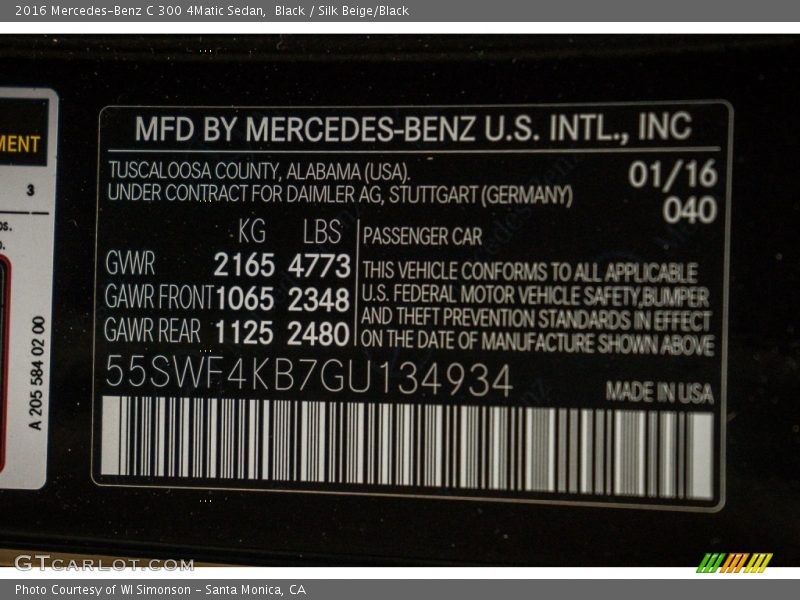 2016 Mercedes-Benz C 300 4Matic Sedan,  Black / Silk Beige/Black
MENT
3
A 205 584 02 00
MFD BY MERCEDES-BENZ U.S. INTL., INC
TUSCALOOSA COUNTY, ALABAMA (USA).
UNDER CONTRACT FOR DAIMLER AG, STUTTGART (GERMANY)
01/16
040
KG LBS
GVWR 2165 4773
GAWR FRONT 1065 2348
GAWR REAR 1125 2480
PASSENGER CAR
THIS VEHICLE CONFORMS TO ALL APPLICABLE
U.S. FEDERAL MOTOR VEHICLE SAFETY,BUMPER
AND THEFT PREVENTION STANDARDS IN EFFECT
ON THE DATE OF MANUFACTURE SHOWN ABOVE
55SWF4KB7GU134934
MADE IN USA
GTCARLOT.COM
Photo Courtesy of WI Simonson - Santa Monica, CA